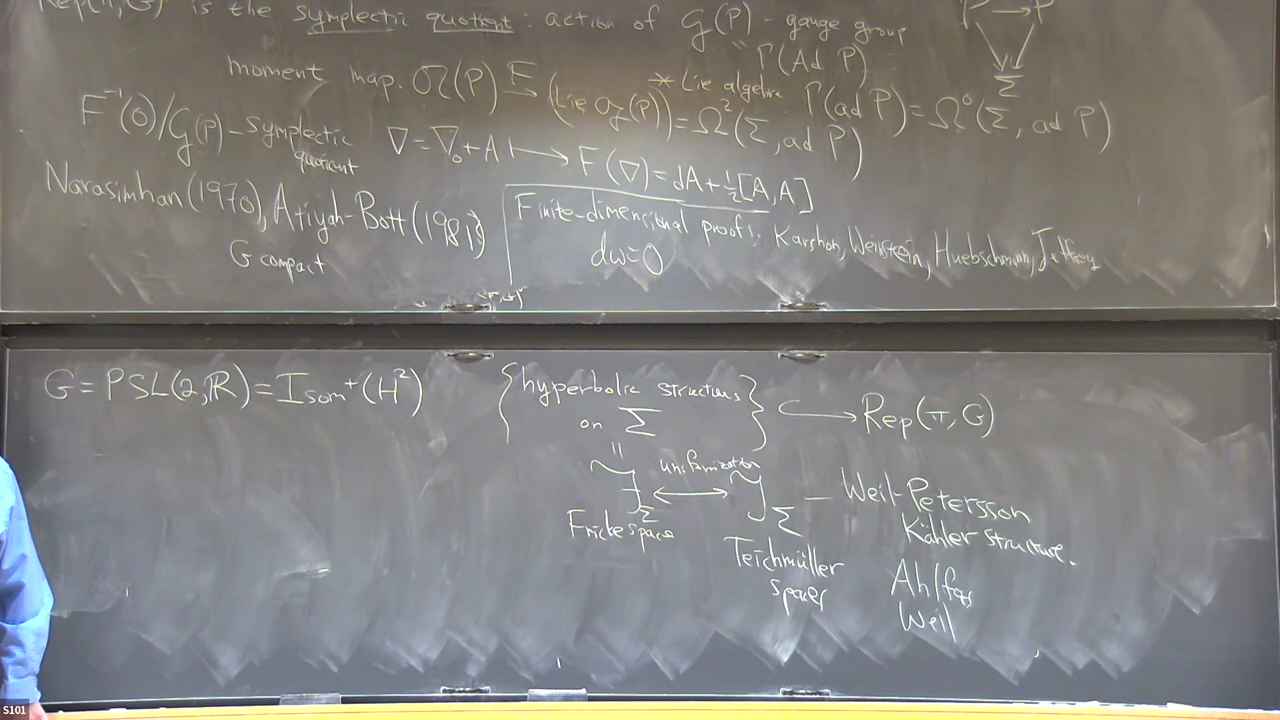 Rep(π,G) is the symplectic quotient : action of G(P) - gauge group
P → P
Σ
" Γ(Ad P)
moment map. Ω(P) F→ (Lie G(P))* = Ω²(Σ, ad P)
Lie algebra Γ(ad P) = Ω⁰(Σ, ad P)
F⁻¹(0)/G(P) - symplectic quotient
∇ = ∇₀ + A ↦ F(∇) = dA + ½[A,A]
Narasimhan (1970), Atiyah-Bott (1981)
G compact
Finite-dimensional proofs: Karshon, Weinstein, Huebschmann, Jeffrey
dω=0
G = PSL(2,ℝ) = Isom⁺(H²)
{hyperbolic structures on Σ} ↪ Rep(π, G)
"
F_Σ ⟷ uniformization J_Σ — Weil-Petersson
Kähler structure.
Fricke space
Teichmüller space
Ahlfors
Weil
S101